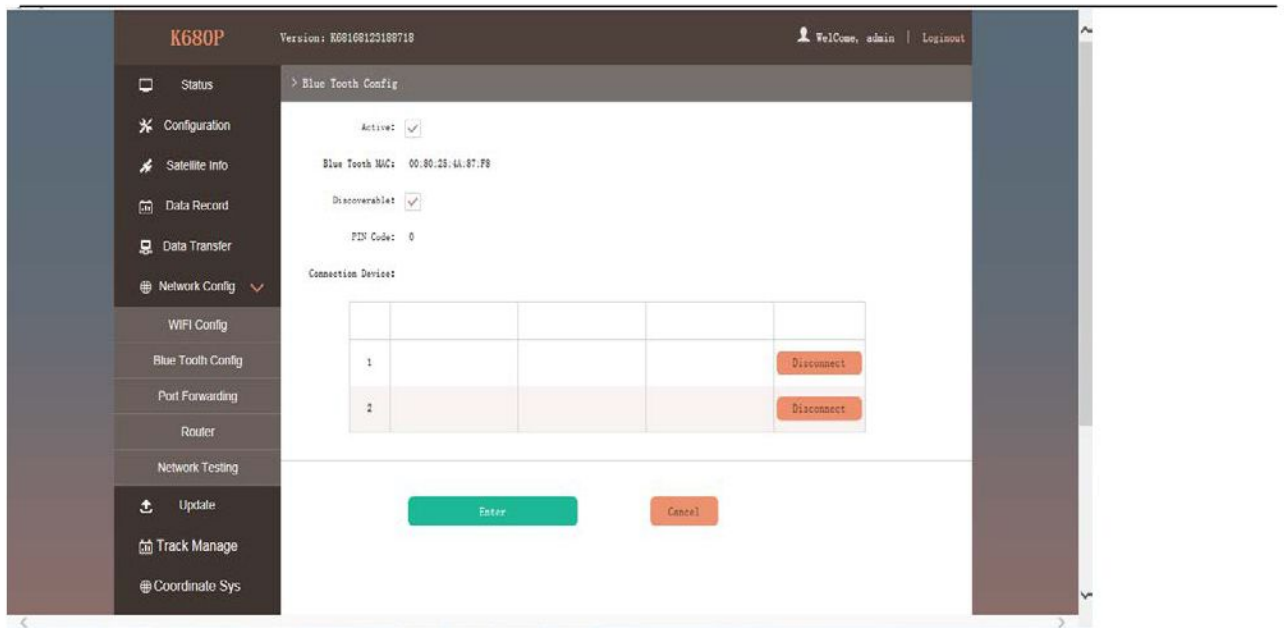 K680P
Version: K68168123188718
WelCome, admin | Loginout
Status
Configuration
Satellite Info
Data Record
Data Transfer
Network Config
WIFI Config
Blue Tooth Config
Port Forwarding
Router
Network Testing
Update
Track Manage
Coordinate Sys
> Blue Tooth Config
Active:
Blue Tooth MAC: 00:80:25:4A:87:F8
Discoverable:
PIN Code: 0
Connection Device:
1 Disconnect
2 Disconnect
Enter Cancel